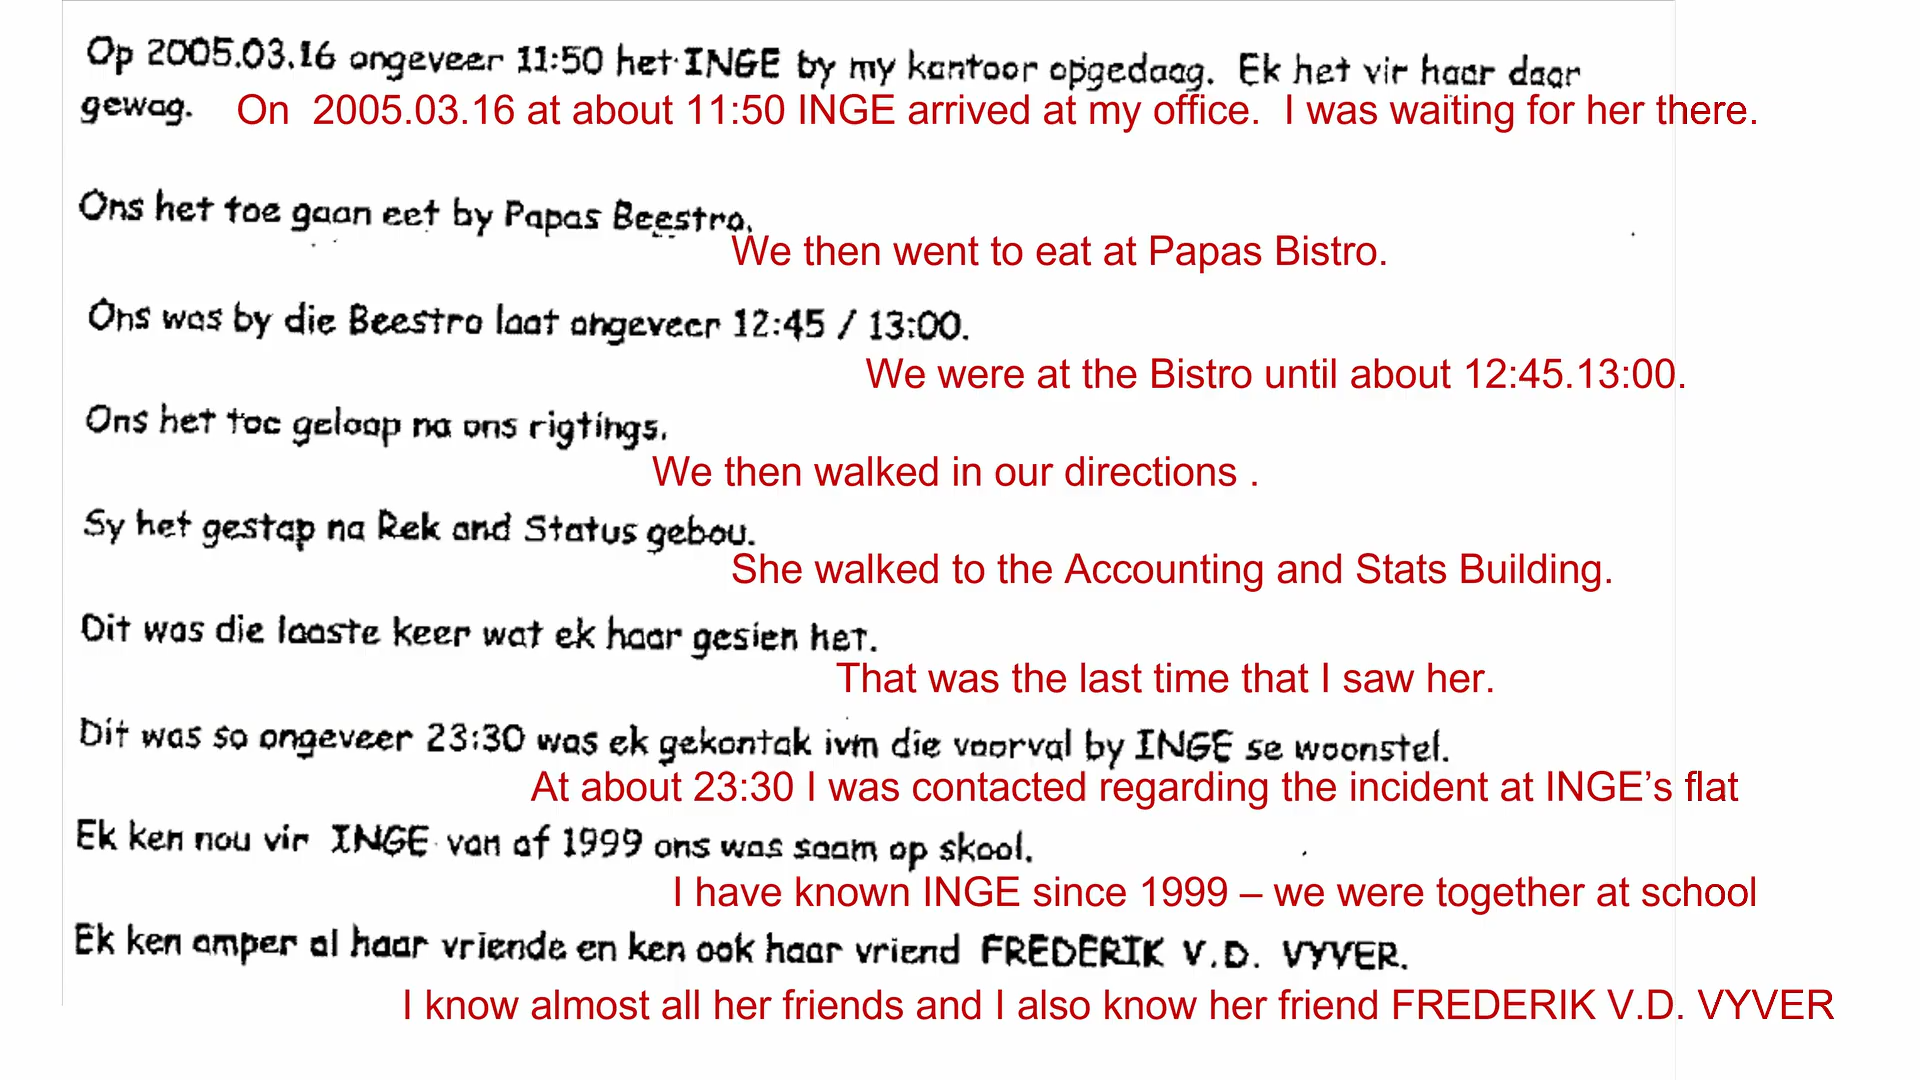 Op 2005.03.16 ongeveer 11:50 het INGE by my kantoor opgedaag. Ek het vir haar daar
gewag. On 2005.03.16 at about 11:50 INGE arrived at my office. I was waiting for her there.
Ons het toe gaan eet by Papas Beestro.
We then went to eat at Papas Bistro.
Ons was by die Beestro laat ongeveer 12:45 / 13:00.
We were at the Bistro until about 12:45.13:00.
Ons het toe geloop na ons rigtings.
We then walked in our directions .
Sy het gestap na Rek and Status gebou.
She walked to the Accounting and Stats Building.
Dit was die laaste keer wat ek haar gesien het.
That was the last time that I saw her.
Dit was so ongeveer 23:30 was ek gekontak ivm die voorval by INGE se woonstel.
At about 23:30 I was contacted regarding the incident at INGE’s flat
Ek ken nou vir INGE van af 1999 ons was saam op skool.
I have known INGE since 1999 – we were together at school
Ek ken amper al haar vriende en ken ook haar vriend FREDERIK V.D. VYVER.
I know almost all her friends and I also know her friend FREDERIK V.D. VYVER